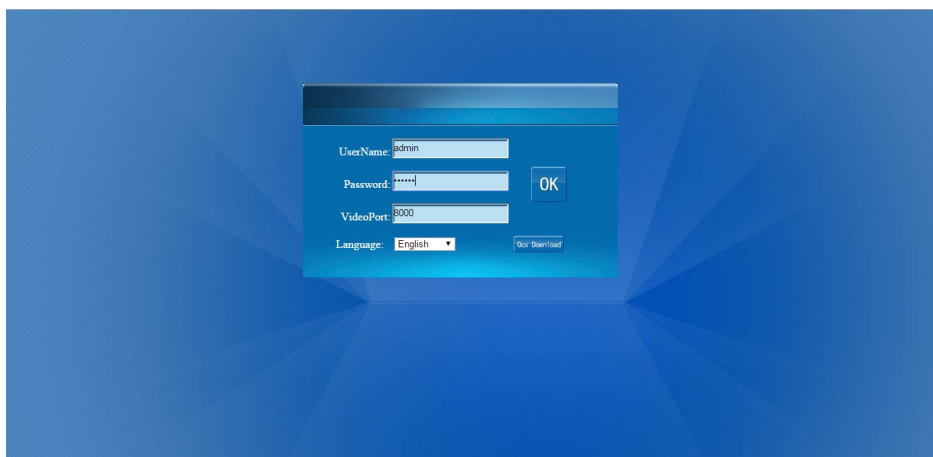 UserName: admin
Password: ••••••
OK
VideoPort: 8000
Language: English
Ocx Download